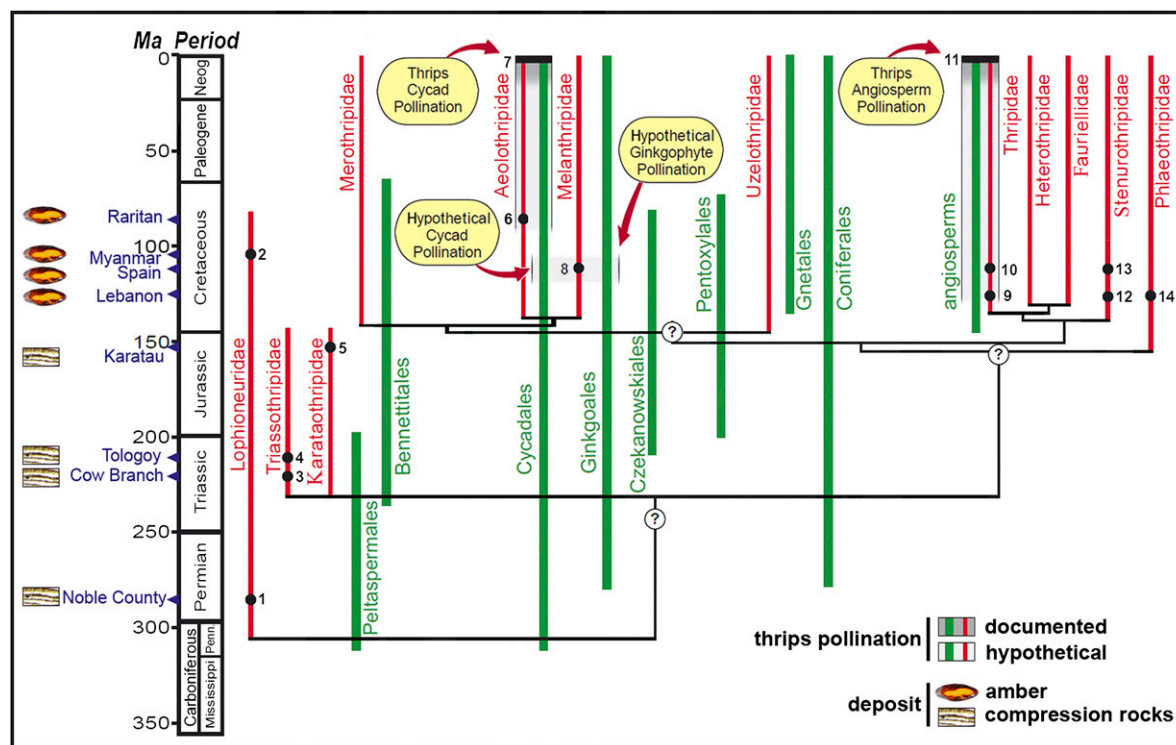 Ma Period
0
50
100
150
200
250
300
350
Neog
Paleogene
Cretaceous
Jurassic
Triassic
Permian
Carboniferous
Penn.
Mississippi
Raritan
Myanmar
Spain
Lebanon
Karatau
Tologoy
Cow Branch
Noble County
Lophioneuridae
2
1
Triassothripidae
4
3
Karataothripidae
5
Peltaspermales
Bennettitales
Merothripidae
Thrips
Cycad
Pollination
7
Aeolothripidae
6
Cycadales
Melanthripidae
8
Hypothetical
Cycad
Pollination
Hypothetical
Ginkgophyte
Pollination
Ginkgoales
Czekanowskiales
Pentoxylales
Uzelothripidae
Gnetales
Coniferales
Thrips
Angiosperm
Pollination
11
angiosperms
10
9
Thripidae
Heterothripidae
Fauriellidae
Stenurothripidae
13
12
Phlaeothripidae
14
?
?
?
thrips pollination
documented
hypothetical
deposit
amber
compression rocks